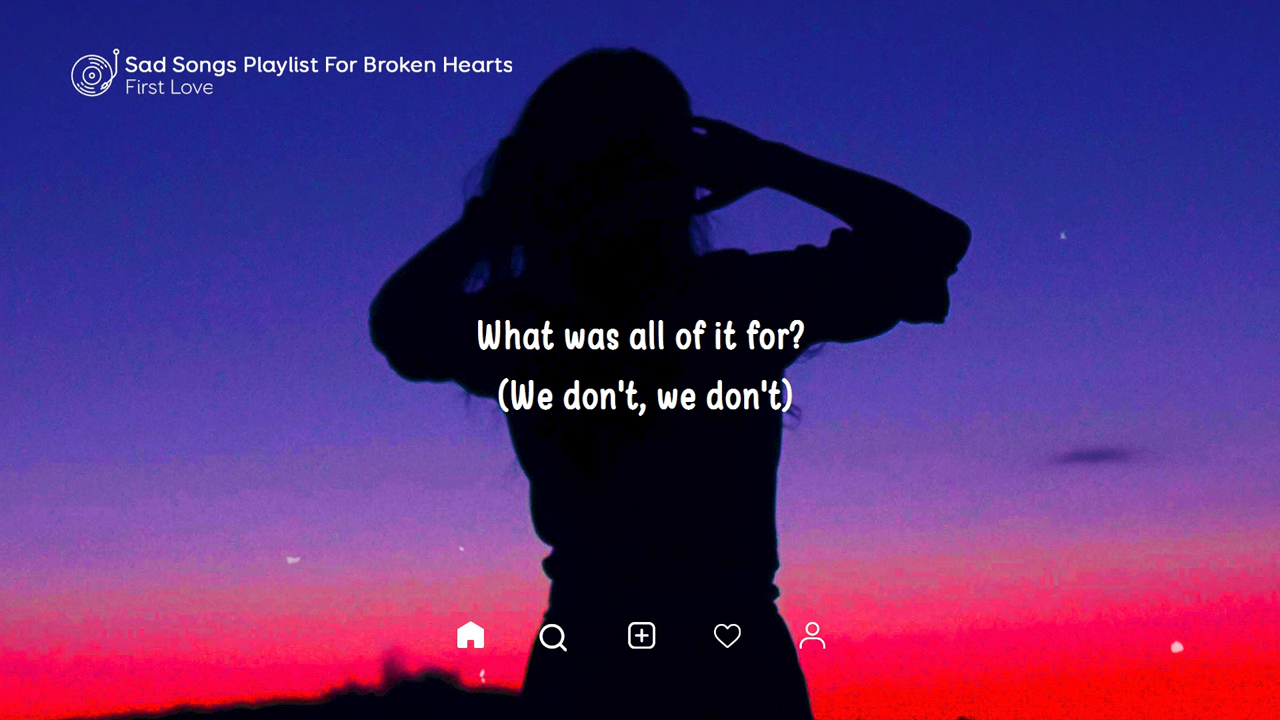 Sad Songs Playlist For Broken Hearts
First Love
What was all of it for?
(We don't, we don't)